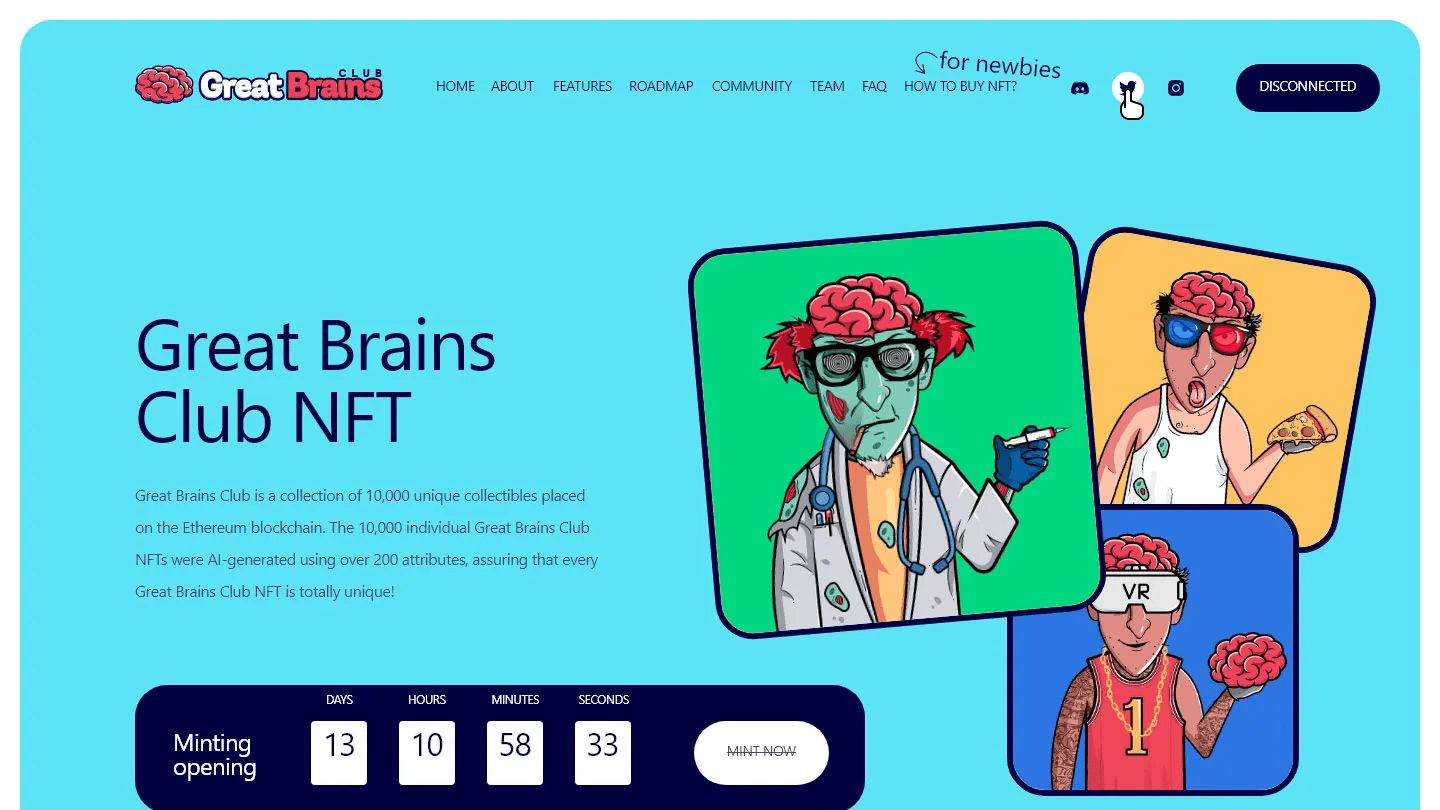 CLUB
Great Brains
HOME ABOUT FEATURES ROADMAP COMMUNITY TEAM FAQ HOW TO BUY NFT?
for newbies
DISCONNECTED
Great Brains
Club NFT
Great Brains Club is a collection of 10,000 unique collectibles placed
on the Ethereum blockchain. The 10,000 individual Great Brains Club
NFTs were AI-generated using over 200 attributes, assuring that every
Great Brains Club NFT is totally unique!
VR
1
DAYS HOURS MINUTES SECONDS
Minting
opening
13 10 58 33
MINT NOW